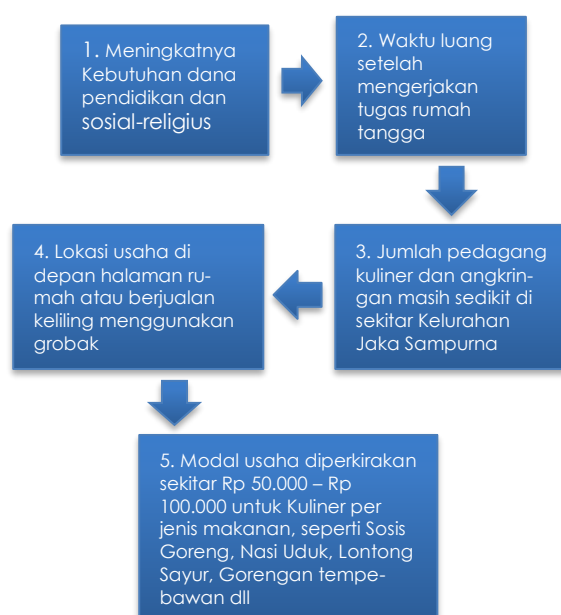 1. Meningkatnya
Kebutuhan dana
pendidikan dan
sosial-religius
2. Waktu luang
setelah
mengerjakan
tugas rumah
tangga
3. Jumlah pedagang
kuliner dan angkrin-
gan masih sedikit di
sekitar Kelurahan
Jaka Sampurna
4. Lokasi usaha di
depan halaman ru-
mah atau berjualan
keliling menggunakan
grobak
5. Modal usaha diperkirakan
sekitar Rp 50.000 – Rp
100.000 untuk Kuliner per
jenis makanan, seperti Sosis
Goreng, Nasi Uduk, Lontong
Sayur, Gorengan tempe-
bawan dll